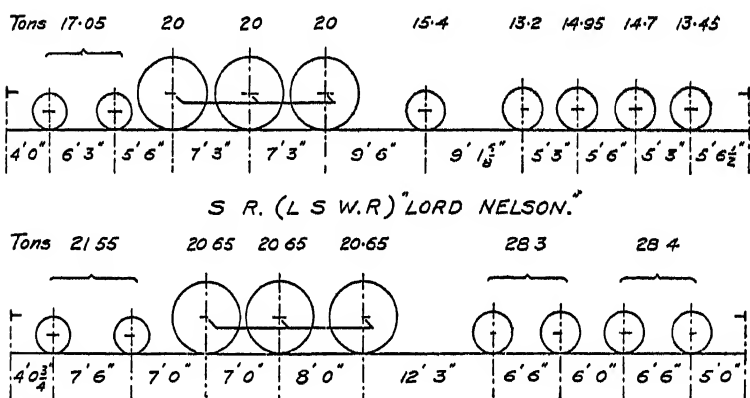 Tons 17·05 20 20 20 15·4 13·2 14·95 14·7 13·45
4'0" 6'3" 5'6" 7'3" 7'3" 9'6" 9'1⅝" 5'3" 5'6" 5'3" 5'6½"
S R. (L S W.R) "LORD NELSON."
Tons 21 55 20 65 20 65 20·65 28 3 28 4
4'0¾" 7'6" 7'0" 7'0" 8'0" 12'3" 6'6" 6'0" 6'6" 5'0"